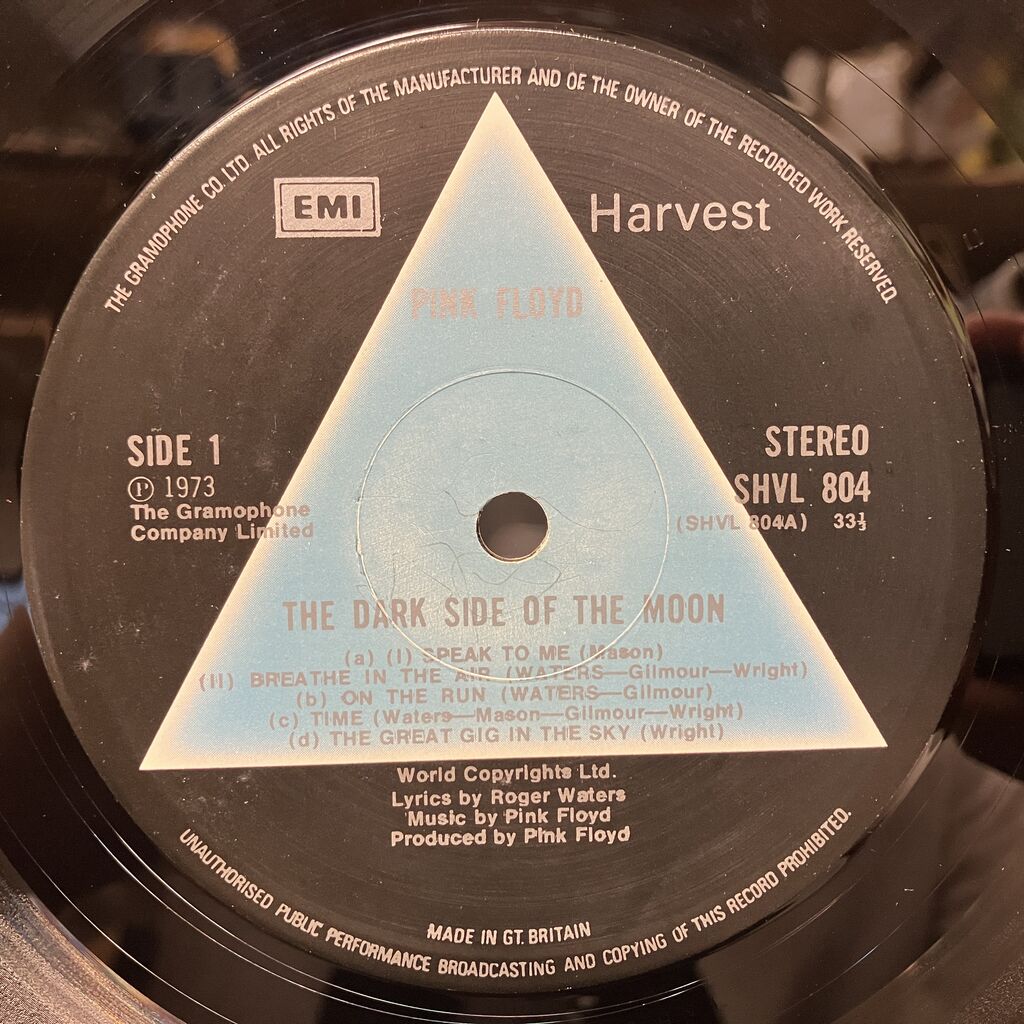 THE GRAMOPHONE CO. LTD. ALL RIGHTS OF THE MANUFACTURER AND OF THE OWNER OF THE RECORDED WORK RESERVED.
EMI
Harvest
PINK FLOYD
SIDE 1
Ⓟ 1973
The Gramophone
Company Limited
STEREO
SHVL 804
(SHVL 804A) 33⅓
THE DARK SIDE OF THE MOON
(a) (I) SPEAK TO ME (Mason)
(II) BREATHE IN THE AIR (WATERS—Gilmour—Wright)
(b) ON THE RUN (WATERS—Gilmour)
(c) TIME (Waters—Mason—Gilmour—Wright)
(d) THE GREAT GIG IN THE SKY (Wright)
World Copyrights Ltd.
Lyrics by Roger Waters
Music by Pink Floyd
Produced by Pink Floyd
MADE IN GT. BRITAIN
UNAUTHORISED PUBLIC PERFORMANCE BROADCASTING AND COPYING OF THIS RECORD PROHIBITED.